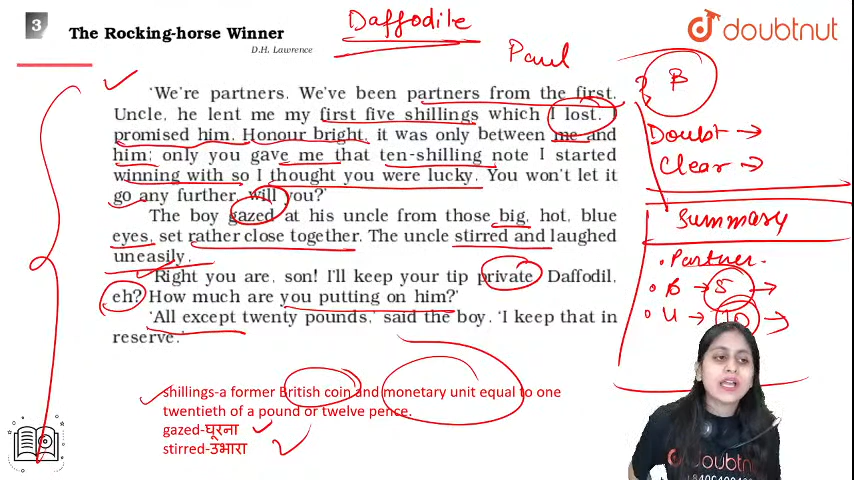 3
The Rocking-horse Winner
D.H. Lawrence
Daffodile
doubtnut
Paul
'We're partners. We've been partners from the first.
Uncle, he lent me my first five shillings which I lost. I
promised him. Honour bright, it was only between me and
him; only you gave me that ten-shilling note I started
winning with so I thought you were lucky. You won't let it
go any further, will you?'
The boy gazed at his uncle from those big, hot, blue
eyes, set rather close together. The uncle stirred and laughed
uneasily.
'Right you are, son! I'll keep your tip private Daffodil,
eh? How much are you putting on him?'
'All except twenty pounds,' said the boy. 'I keep that in
reserve.'
shillings-a former British coin and monetary unit equal to one
twentieth of a pound or twelve pence.
gazed-घूरना
stirred-उभारा
B
Doubt →
Clear →
Summary
• Partner.
• B → 5 →
• U → 10 →
doubtnut